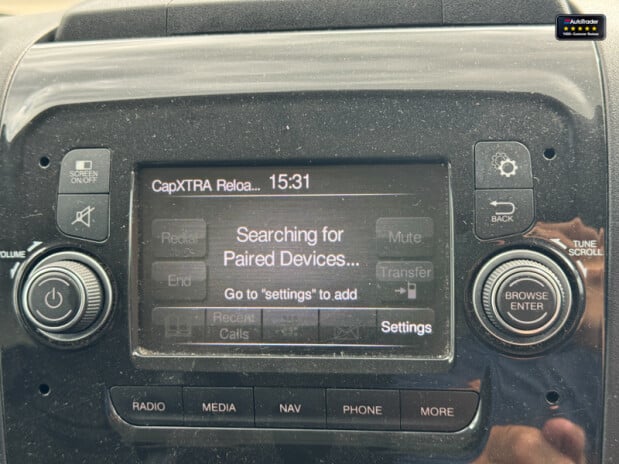 AutoTrader
SCREEN
ON/OFF
CapXTRA Reloa... 15:31
BACK
Redial
Searching for
Mute
Paired Devices...
End
Transfer
VOLUME
TUNE
SCROLL
Go to "settings" to add
BROWSE
ENTER
Recent
Calls
Settings
RADIO
MEDIA
NAV
PHONE
MORE